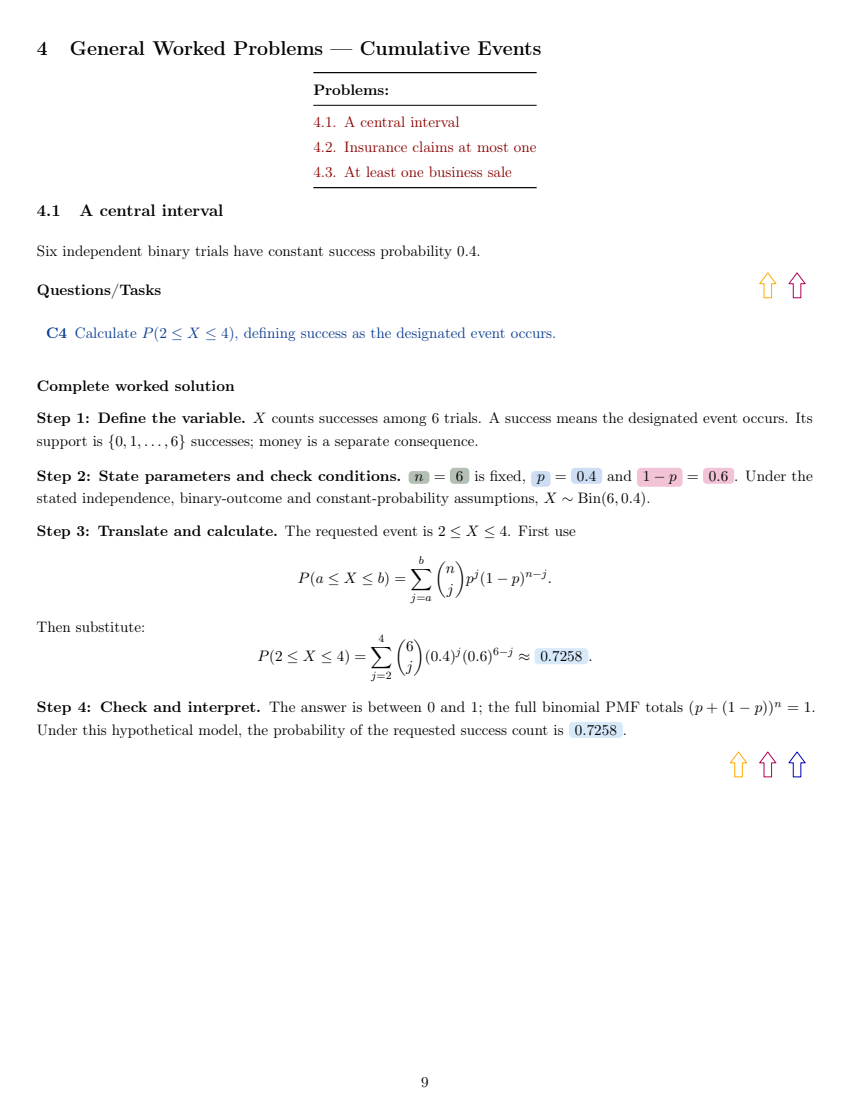 4 General Worked Problems — Cumulative Events
Problems:
4.1. A central interval
4.2. Insurance claims at most one
4.3. At least one business sale
4.1 A central interval
Six independent binary trials have constant success probability 0.4.
Questions/Tasks
C4 Calculate P(2 ≤ X ≤ 4), defining success as the designated event occurs.
Complete worked solution
Step 1: Define the variable. X counts successes among 6 trials. A success means the designated event occurs. Its
support is {0, 1, . . . , 6} successes; money is a separate consequence.
Step 2: State parameters and check conditions. n = 6 is fixed, p = 0.4 and 1 − p = 0.6 . Under the
stated independence, binary-outcome and constant-probability assumptions, X ∼ Bin(6, 0.4).
Step 3: Translate and calculate. The requested event is 2 ≤ X ≤ 4. First use
P(a ≤ X ≤ b) = ∑_{j=a}^{b} (n j) p^j (1 − p)^{n−j}.
Then substitute:
P(2 ≤ X ≤ 4) = ∑_{j=2}^{4} (6 j) (0.4)^j (0.6)^{6−j} ≈ 0.7258 .
Step 4: Check and interpret. The answer is between 0 and 1; the full binomial PMF totals (p + (1 − p))^n = 1.
Under this hypothetical model, the probability of the requested success count is 0.7258 .
9